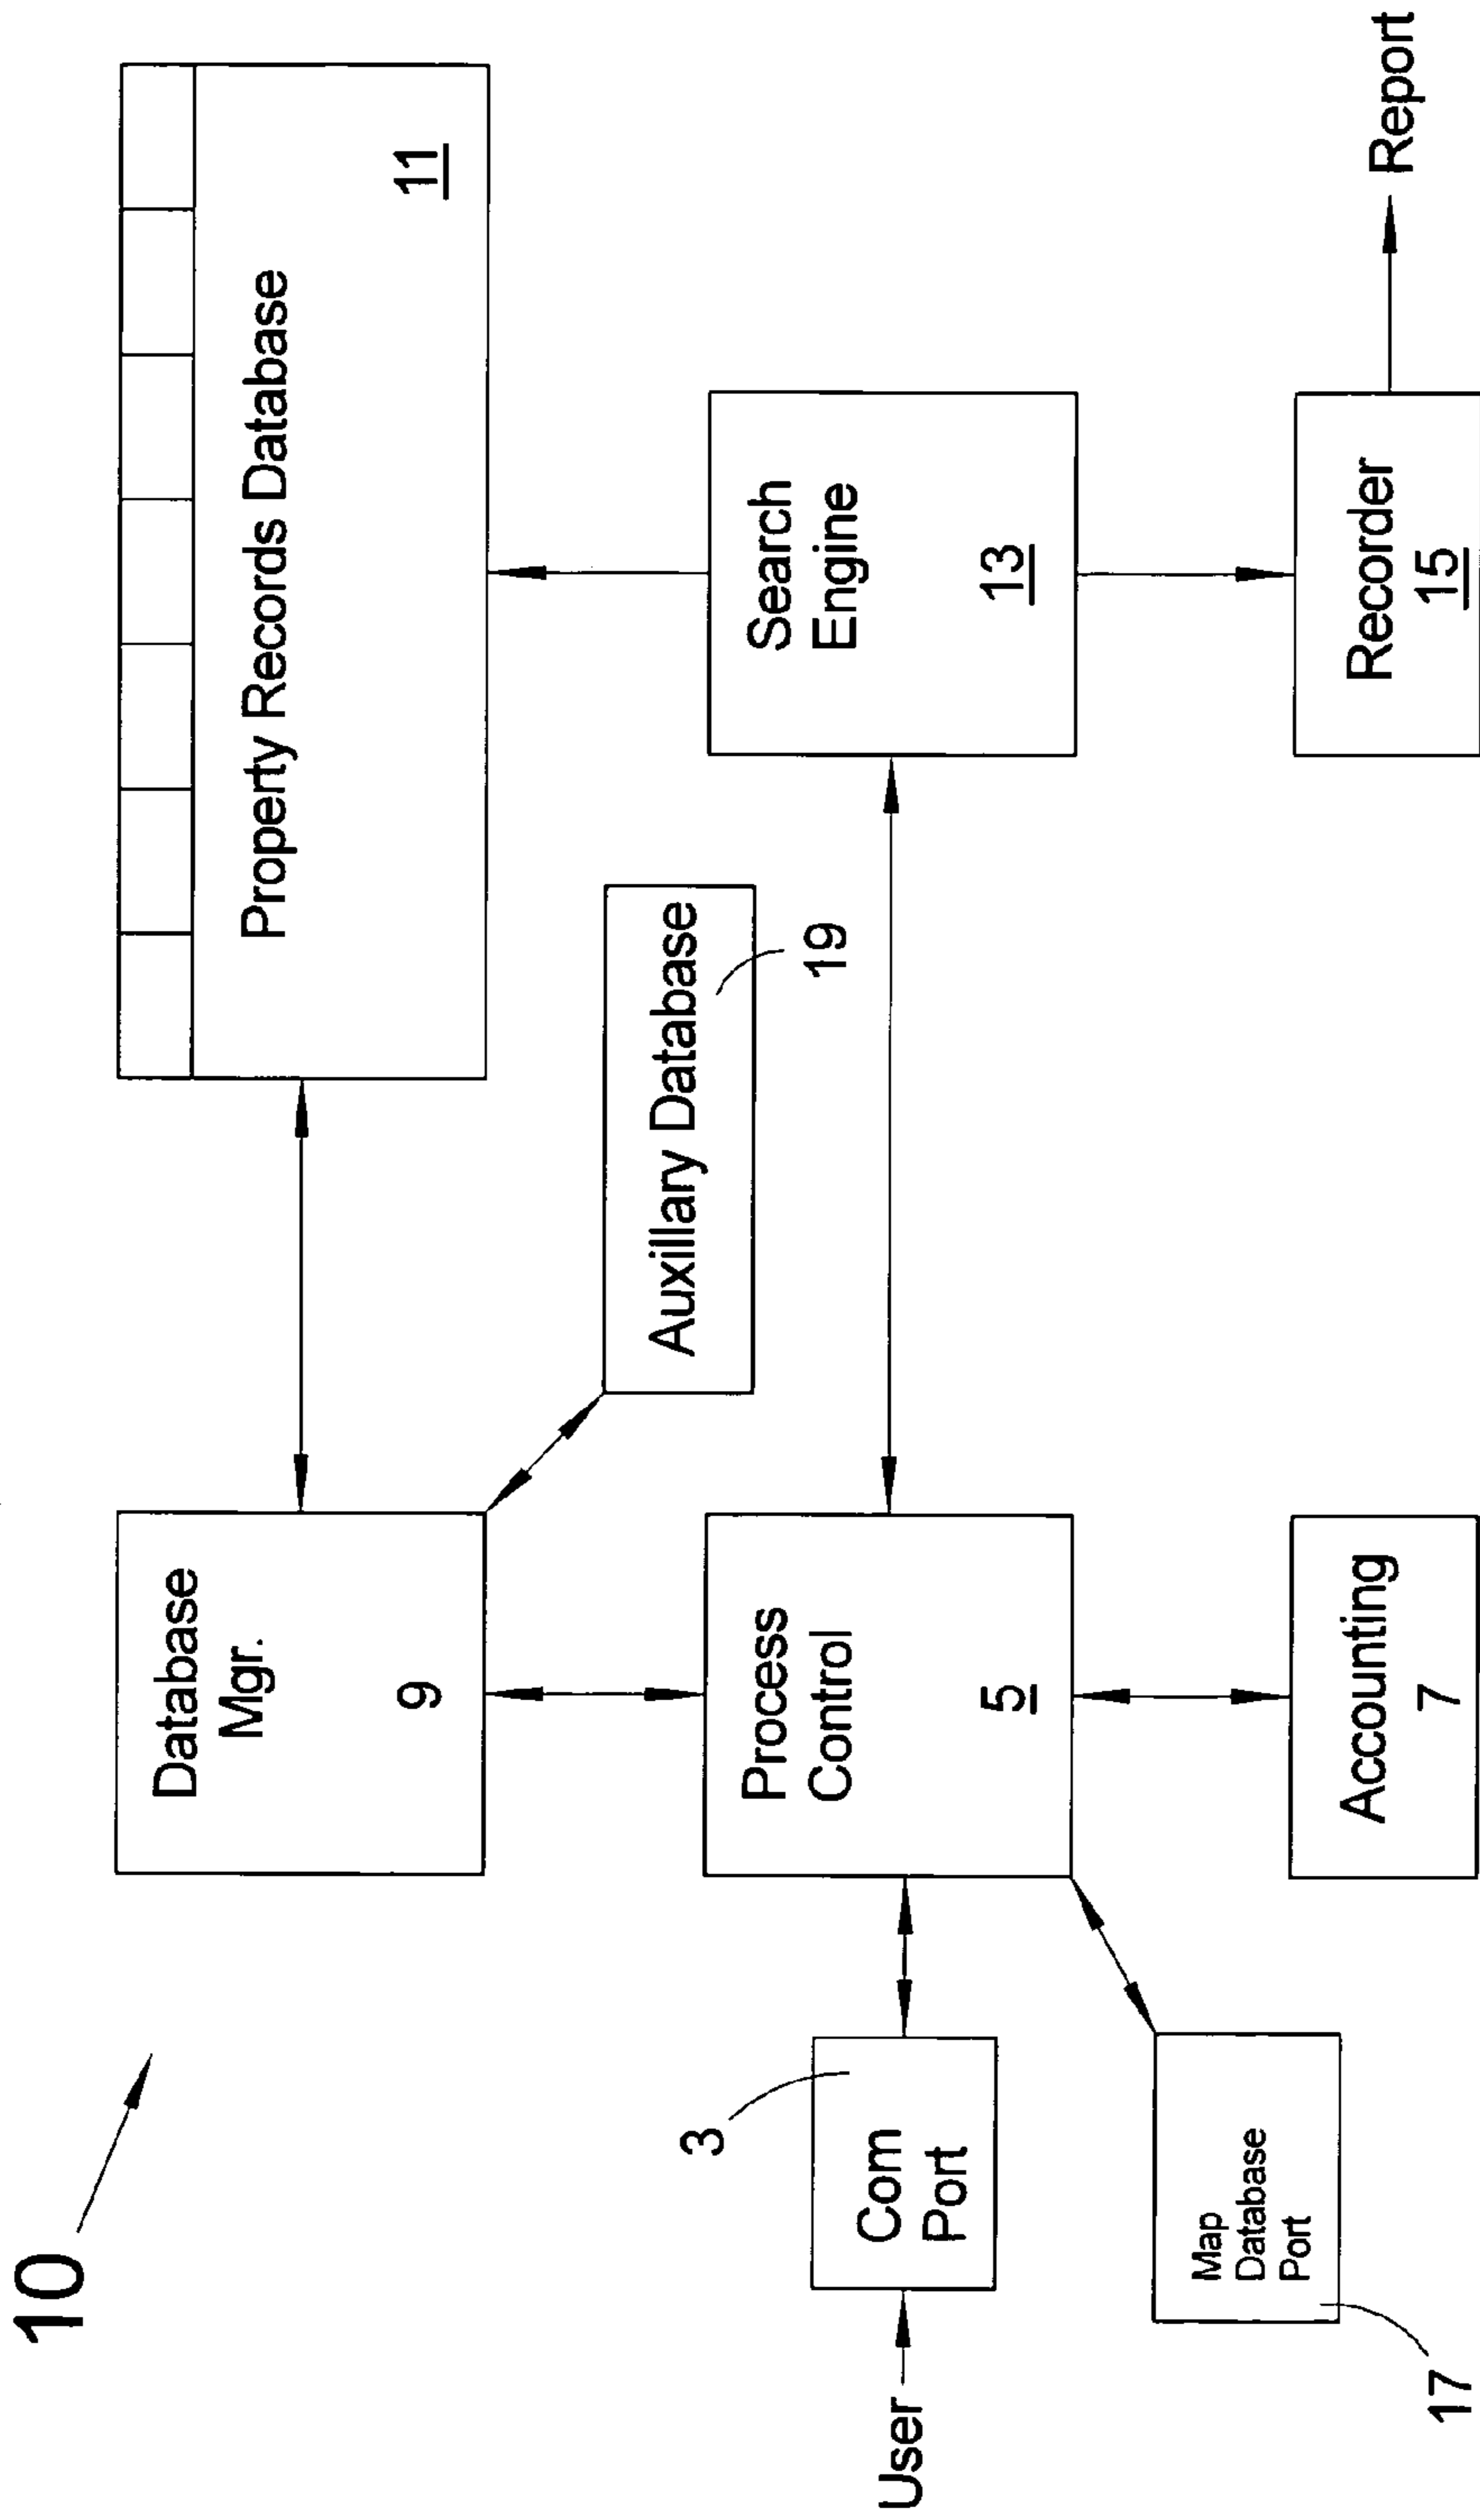 10
Database
Mgr.
9
Property Records Database
11
Auxillary Database
19
User
Com
Port
3
Process
Control
5
Search
Engine
13
Map
Database
Port
17
Accounting
7
Recorder
15
Report